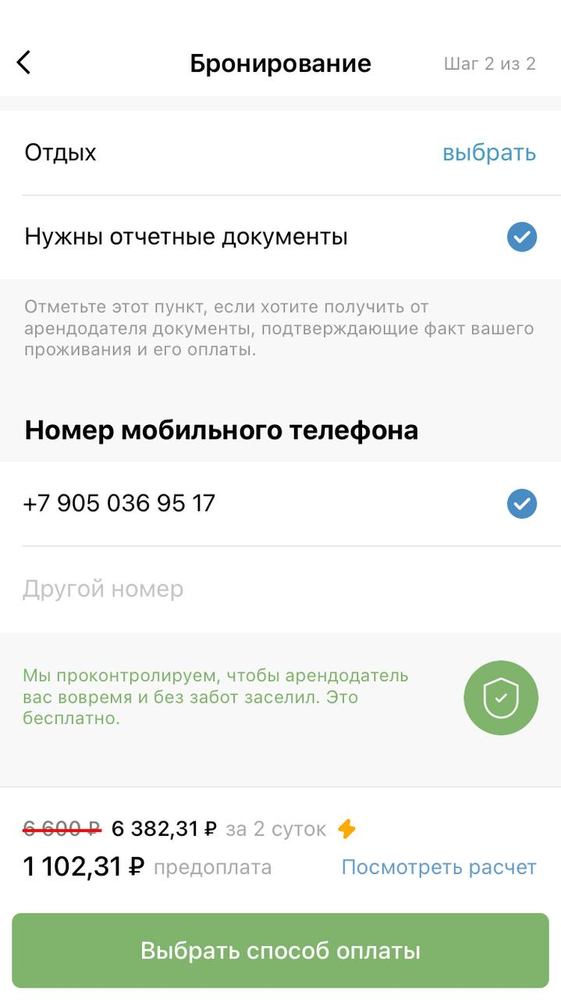 Бронирование
Шаг 2 из 2
Отдых
выбрать
Нужны отчетные документы
Отметьте этот пункт, если хотите получить от
арендодателя документы, подтверждающие факт вашего
проживания и его оплаты.
Номер мобильного телефона
+7 905 036 95 17
Другой номер
Мы проконтролируем, чтобы арендодатель
вас вовремя и без забот заселил. Это
бесплатно.
6 600 ₽ 6 382,31 ₽ за 2 суток
1 102,31 ₽ предоплата
Посмотреть расчет
Выбрать способ оплаты